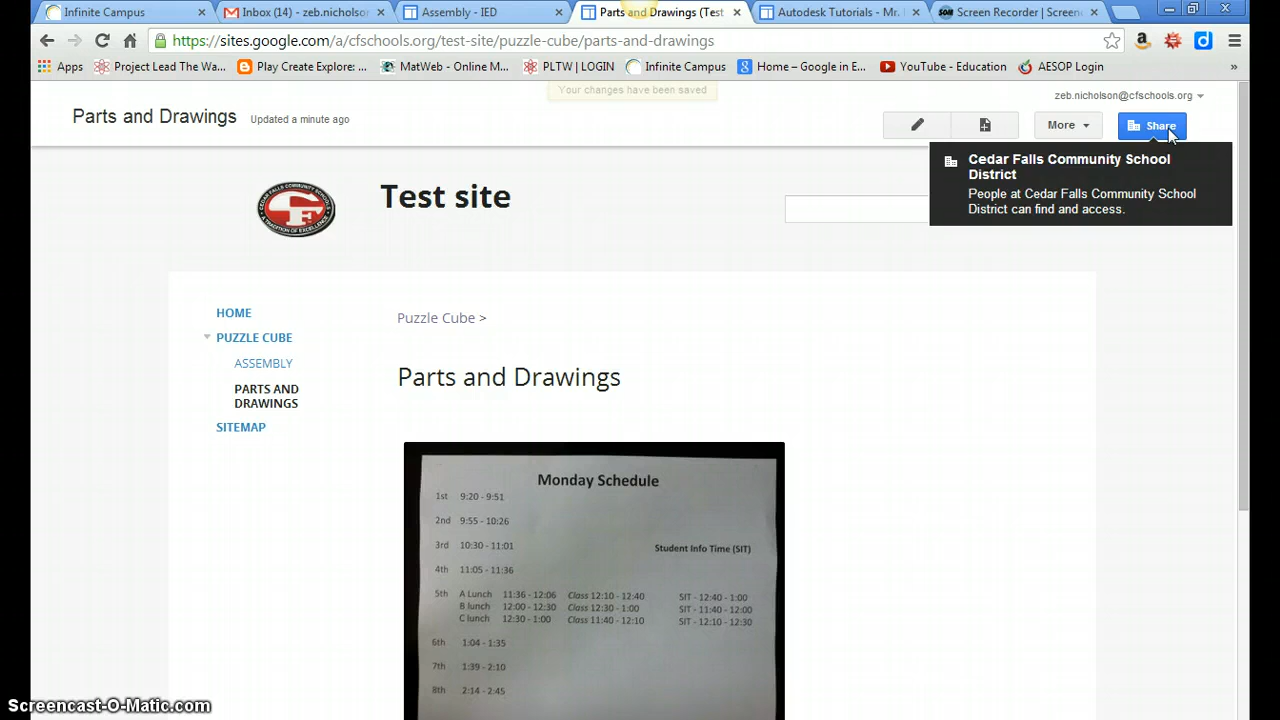 Infinite Campus
Inbox (14) - zeb.nicholson
Assembly - IED
Parts and Drawings (Test
Autodesk Tutorials - Mr.
Screen Recorder | Screen
https://sites.google.com/a/cfschools.org/test-site/puzzle-cube/parts-and-drawings
Apps
Project Lead The Wa...
Play Create Explore: ...
MatWeb - Online M...
PLTW | LOGIN
Infinite Campus
Home – Google in E...
YouTube - Education
AESOP Login
»
Your changes have been saved
zeb.nicholson@cfschools.org
Parts and Drawings Updated a minute ago
More
Share
Cedar Falls Community School
District
People at Cedar Falls Community School
District can find and access.
CEDAR FALLS COMMUNITY SCHOOLS
CF
A TRADITION OF EXCELLENCE
Test site
HOME
PUZZLE CUBE
ASSEMBLY
PARTS AND
DRAWINGS
SITEMAP
Puzzle Cube >
Parts and Drawings
Monday Schedule
1st 9:20 - 9:51
2nd 9:55 - 10:26
3rd 10:30 - 11:01
Student Info Time (SIT)
4th 11:05 - 11:36
5th A Lunch 11:36 - 12:06 Class 12:10 - 12:40 SIT - 12:40 - 1:00
B lunch 12:00 - 12:30 Class 12:30 - 1:00 SIT - 11:40 - 12:00
C lunch 12:30 - 1:00 Class 11:40 - 12:10 SIT - 12:10 - 12:30
6th 1:04 - 1:35
7th 1:39 - 2:10
8th 2:14 - 2:45
Screencast-O-Matic.com